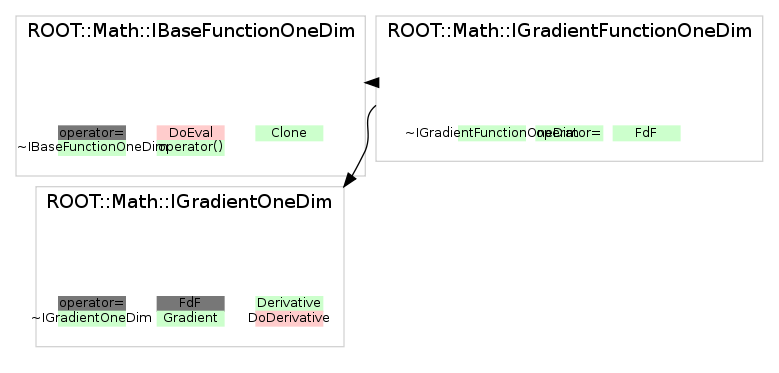 ROOT::Math::IBaseFunctionOneDim
operator= DoEval Clone
~IBaseFunctionOneDim operator()
ROOT::Math::IGradientFunctionOneDim
~IGradientFunctionOneDim operator= FdF
ROOT::Math::IGradientOneDim
operator= FdF Derivative
~IGradientOneDim Gradient DoDerivative